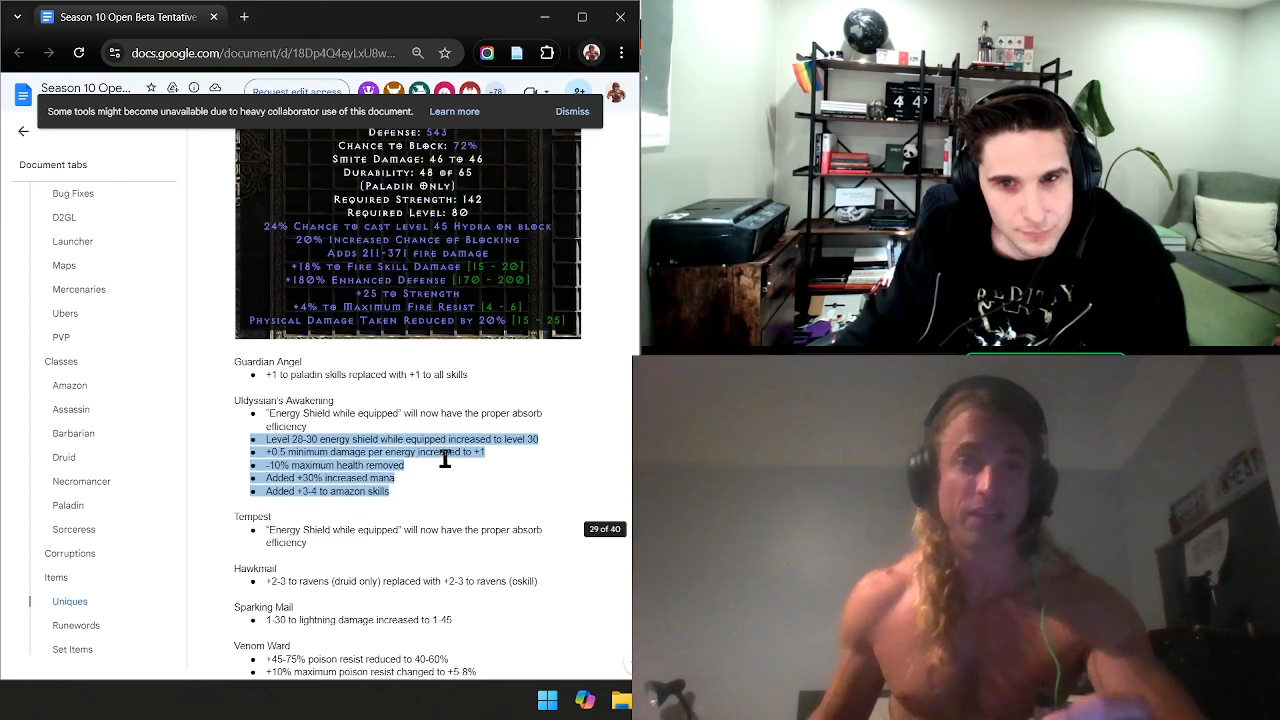 Season 10 Open Beta Tentative
docs.google.com/document/d/18Dp4Q4eyLxU8w...
Season 10 Ope...
Request edit access
+78
Some tools might become unava
e to heavy collaborator use of this document.
Learn more
Dismiss
Document tabs
Bug Fixes
D2GL
Launcher
Maps
Mercenaries
Ubers
PVP
Classes
Amazon
Assassin
Barbarian
Druid
Necromancer
Paladin
Sorceress
Corruptions
Items
Uniques
Runewords
Set Items
Defense: 543
Chance to Block: 72%
Smite Damage: 46 to 46
Durability: 48 of 65
(Paladin Only)
Required Strength: 142
Required Level: 80
24% Chance to cast level 45 Hydra on block
20% Increased Chance of Blocking
Adds 211-371 fire damage
+18% to Fire Skill Damage [15 - 20]
+180% Enhanced Defense [170 - 200]
+25 to Strength
+4% to Maximum Fire Resist [4 - 6]
Physical Damage Taken Reduced by 20% [15 - 25]
Guardian Angel
● +1 to paladin skills replaced with +1 to all skills
Uldyssian's Awakening
● "Energy Shield while equipped" will now have the proper absorb
efficiency
● Level 28-30 energy shield while equipped increased to level 30
● +0.5 minimum damage per energy increased to +1
● -10% maximum health removed
● Added +30% increased mana
● Added +3-4 to amazon skills
Tempest
● "Energy Shield while equipped" will now have the proper absorb
efficiency
Hawkmail
● +2-3 to ravens (druid only) replaced with +2-3 to ravens (oskill)
Sparking Mail
● 1-30 to lightning damage increased to 1-45
Venom Ward
● +45-75% poison resist reduced to 40-60%
● +10% maximum poison resist changed to +5-8%
29 of 40
4 4